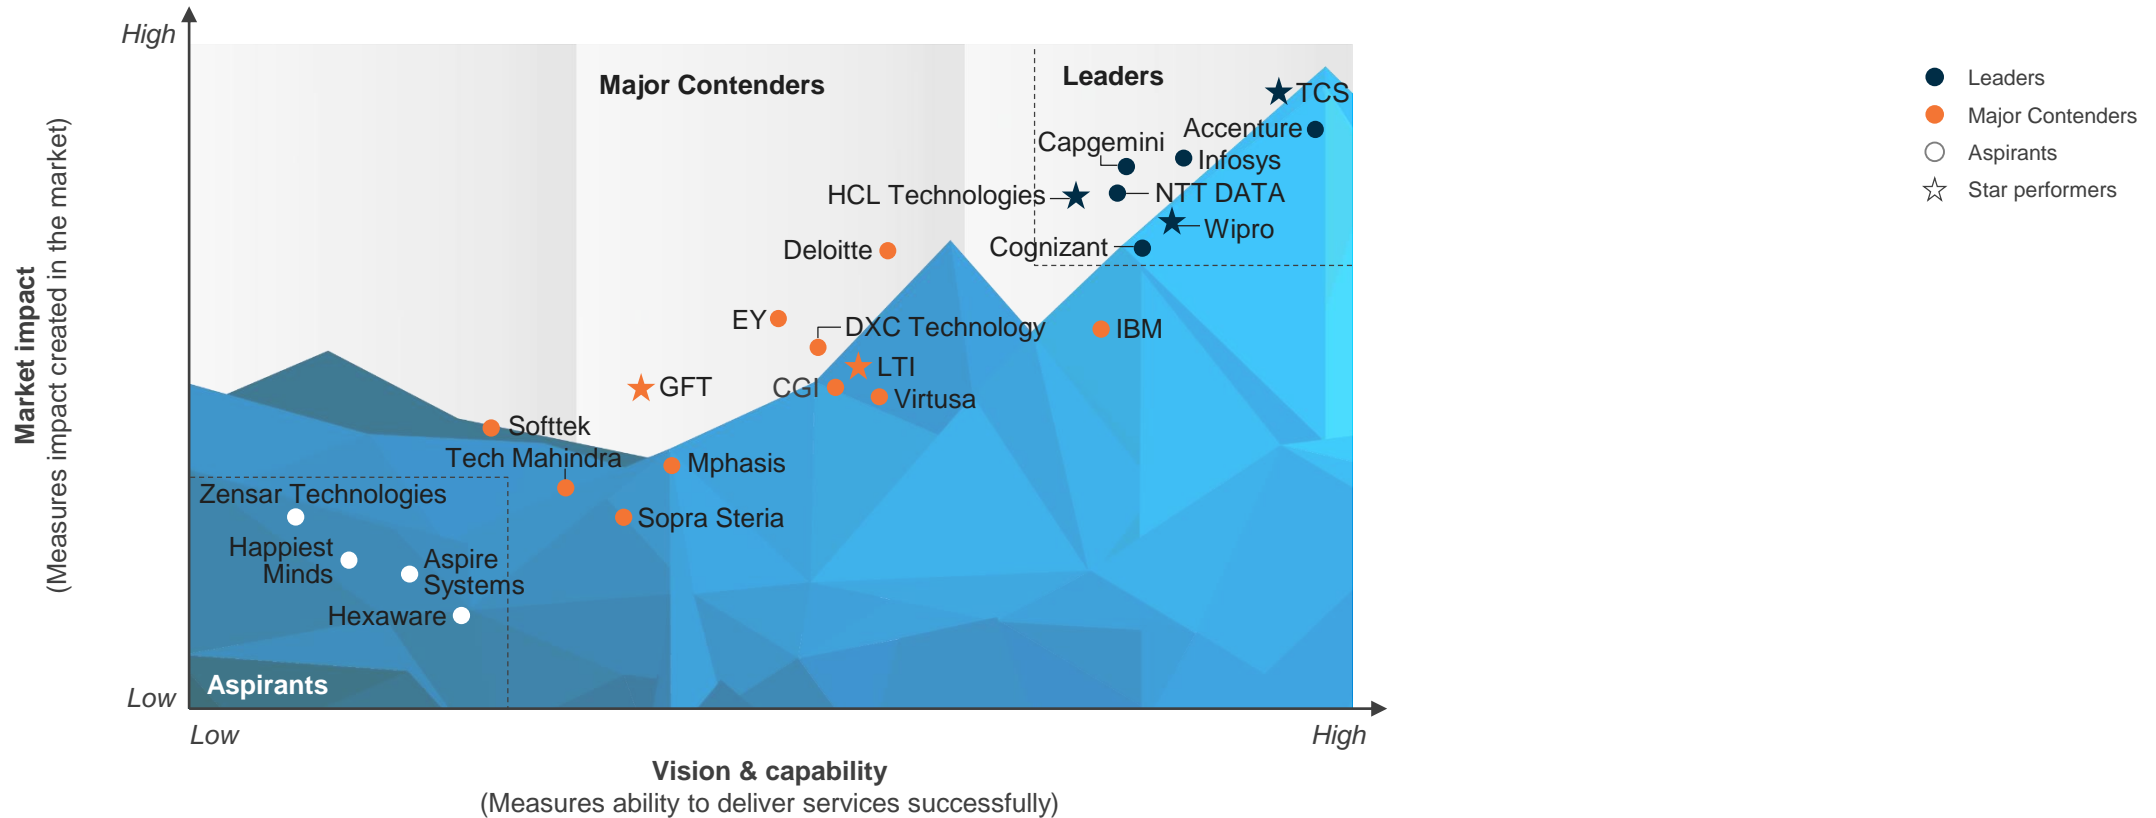 High
Major Contenders
Leaders
TCS
Accenture
Capgemini
Infosys
HCL Technologies
NTT DATA
Wipro
Deloitte
Cognizant
EY
DXC Technology
IBM
LTI
GFT
CGI
Virtusa
Softtek
Tech Mahindra
Mphasis
Zensar Technologies
Sopra Steria
Happiest
Minds
Aspire
Systems
Hexaware
Aspirants
Low
Low
High
Market impact
(Measures impact created in the market)
Vision & capability
(Measures ability to deliver services successfully)
Leaders
Major Contenders
Aspirants
Star performers